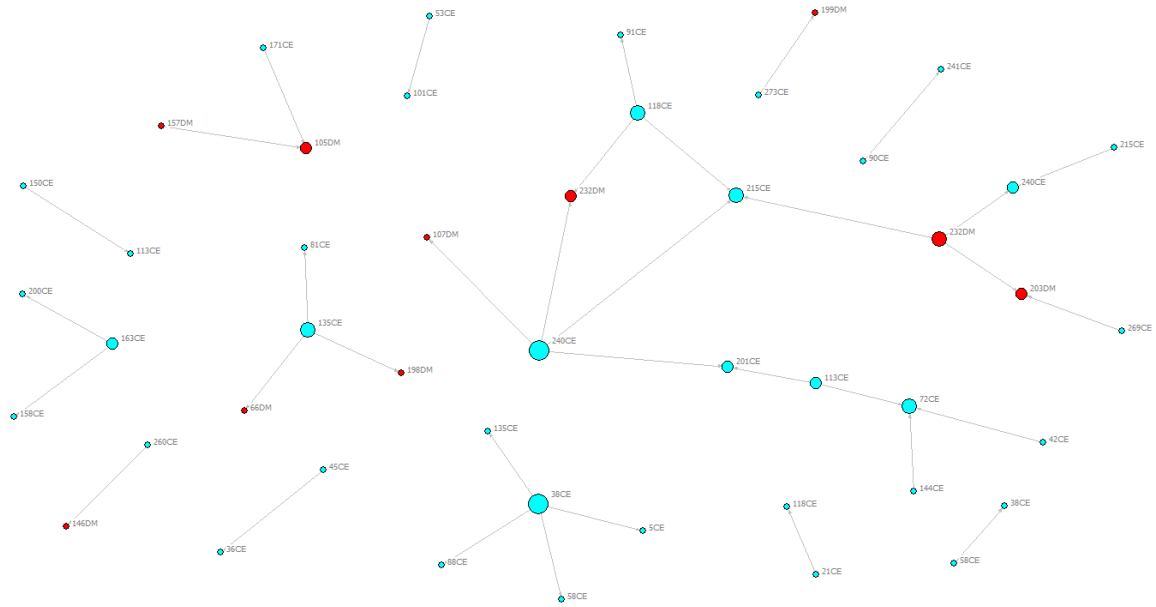 199DM
53CE
91CE
171CE
241CE
273CE
101CE
118CE
157DM
105DM
215CE
90CE
150CE
240CE
232DM
215CE
232DM
107DM
81CE
113CE
200CE
203DM
269CE
135CE
163CE
240CE
201CE
198DM
113CE
72CE
66DM
158CE
135CE
260CE
42CE
45CE
144CE
38CE
118CE
38CE
146DM
5CE
36CE
88CE
58CE
21CE
58CE